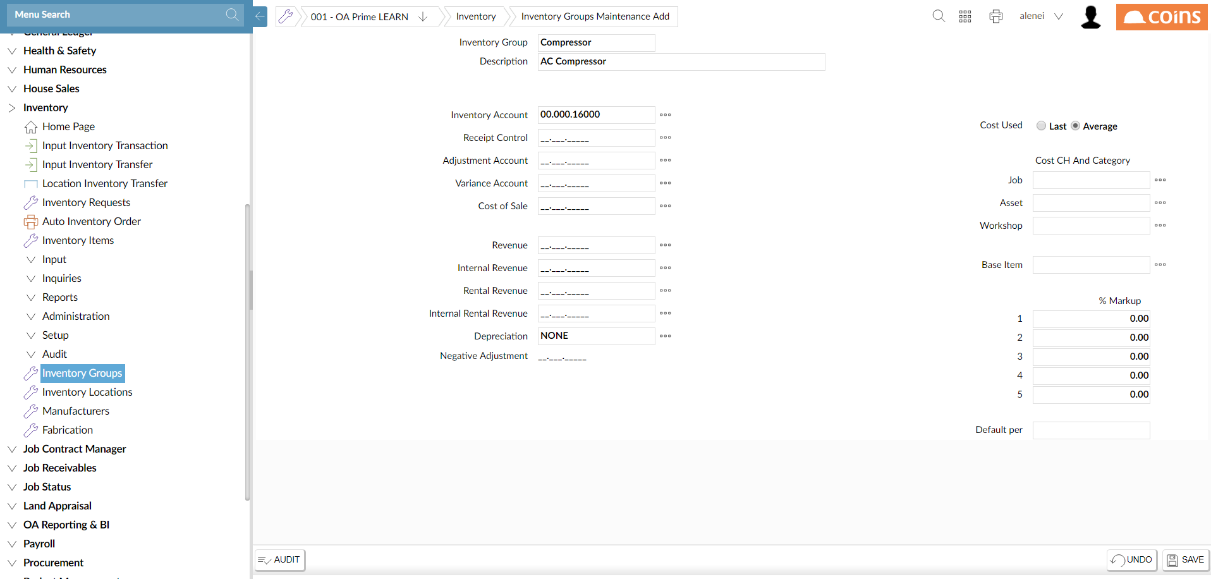 Menu Search
001 - OA Prime LEARN
Inventory
Inventory Groups Maintenance Add
alenei
COINS
General Ledger
Health & Safety
Human Resources
House Sales
Inventory
Home Page
Input Inventory Transaction
Input Inventory Transfer
Location Inventory Transfer
Inventory Requests
Auto Inventory Order
Inventory Items
Input
Inquiries
Reports
Administration
Setup
Audit
Inventory Groups
Inventory Locations
Manufacturers
Fabrication
Job Contract Manager
Job Receivables
Job Status
Land Appraisal
OA Reporting & BI
Payroll
Procurement
Inventory Group Compressor
Description AC Compressor
Inventory Account 00.000.16000
Receipt Control __.___._____
Adjustment Account __.___._____
Variance Account __.___._____
Cost of Sale __.___._____
Revenue __.___._____
Internal Revenue __.___._____
Rental Revenue __.___._____
Internal Rental Revenue __.___._____
Depreciation NONE
Negative Adjustment __.___._____
Cost Used Last Average
Cost CH And Category
Job
Asset
Workshop
Base Item
% Markup
1 0.00
2 0.00
3 0.00
4 0.00
5 0.00
Default per
AUDIT
UNDO
SAVE